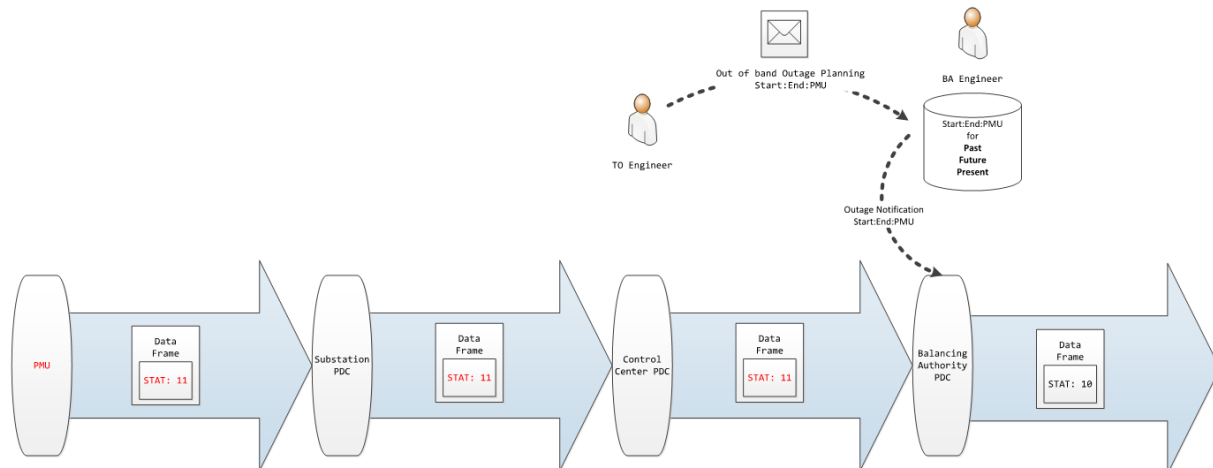 Out of band Outage Planning
Start:End:PMU
BA Engineer
TO Engineer
Start:End:PMU
for
Past
Future
Present
Outage Notification
Start:End:PMU
PMU
Data
Frame
STAT: 11
Substation
PDC
Data
Frame
STAT: 11
Control
Center PDC
Data
Frame
STAT: 11
Balancing
Authority
PDC
Data
Frame
STAT: 10